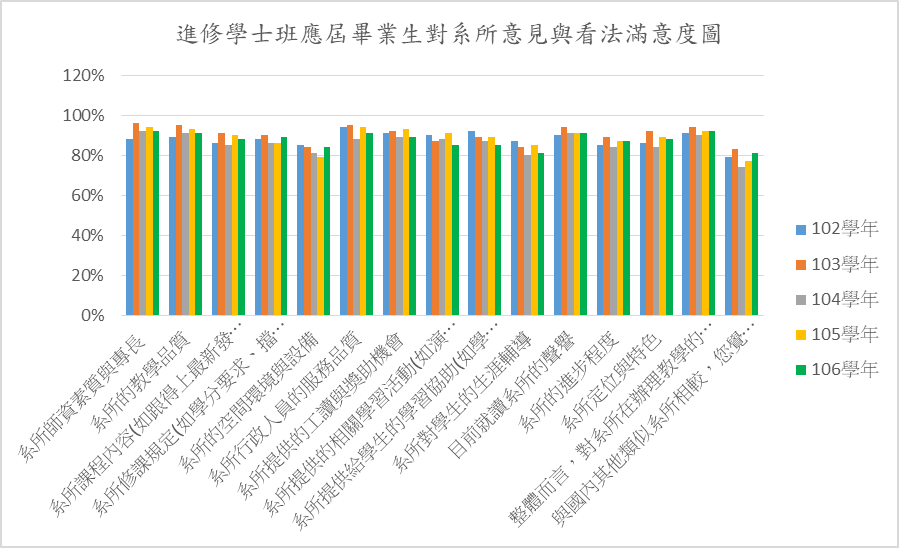 進修學士班應屆畢業生對系所意見與看法滿意度圖
120%
100%
80%
60%
40%
20%
0%
系所師資素質與專長
系所的教學品質
系所課程內容(如跟得上最新發…
系所修課規定(如學分要求、擋…
系所的空間環境與設備
系所行政人員的服務品質
系所提供的工讀與獎助機會
系所提供的相關學習活動(如演…
系所提供給學生的學習協助(如學…
系所對學生的生涯輔導
目前就讀系所的聲譽
系所的進步程度
系所定位與特色
整體而言，對系所在辦理教學的…
與國內其他類似系所相較，您覺…
102學年
103學年
104學年
105學年
106學年